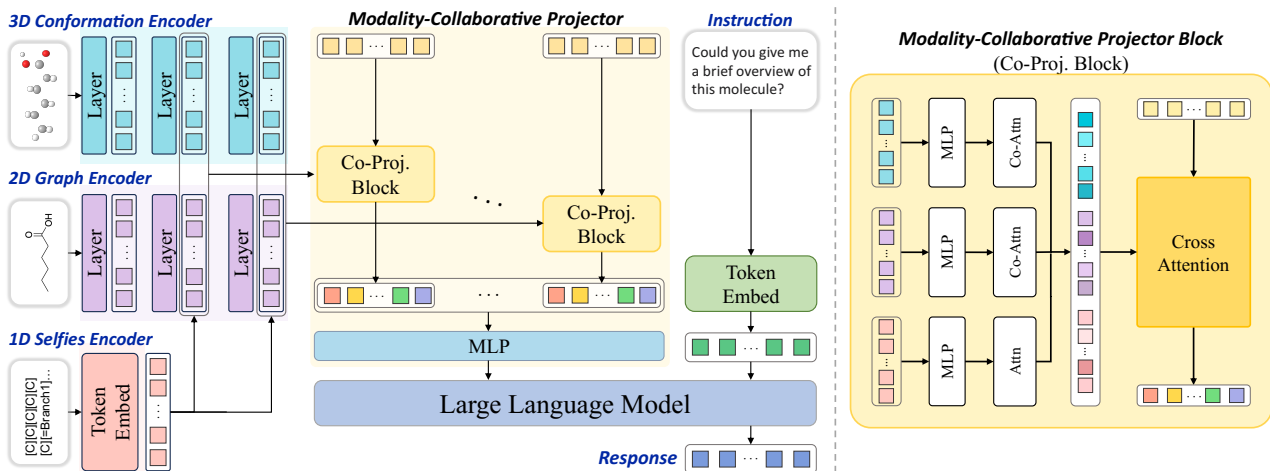 3D Conformation Encoder
Layer
Layer
Layer
2D Graph Encoder
O
OH
Layer
Layer
Layer
1D Selfies Encoder
[C][C][C][C][C]
[C][=Branch1]...
Token
Embed
Modality-Collaborative Projector
Co-Proj.
Block
Co-Proj.
Block
MLP
Large Language Model
Response
Instruction
Could you give me
a brief overview of
this molecule?
Token
Embed
Modality-Collaborative Projector Block
(Co-Proj. Block)
MLP
Co-Attn
MLP
Co-Attn
MLP
Attn
Cross
Attention